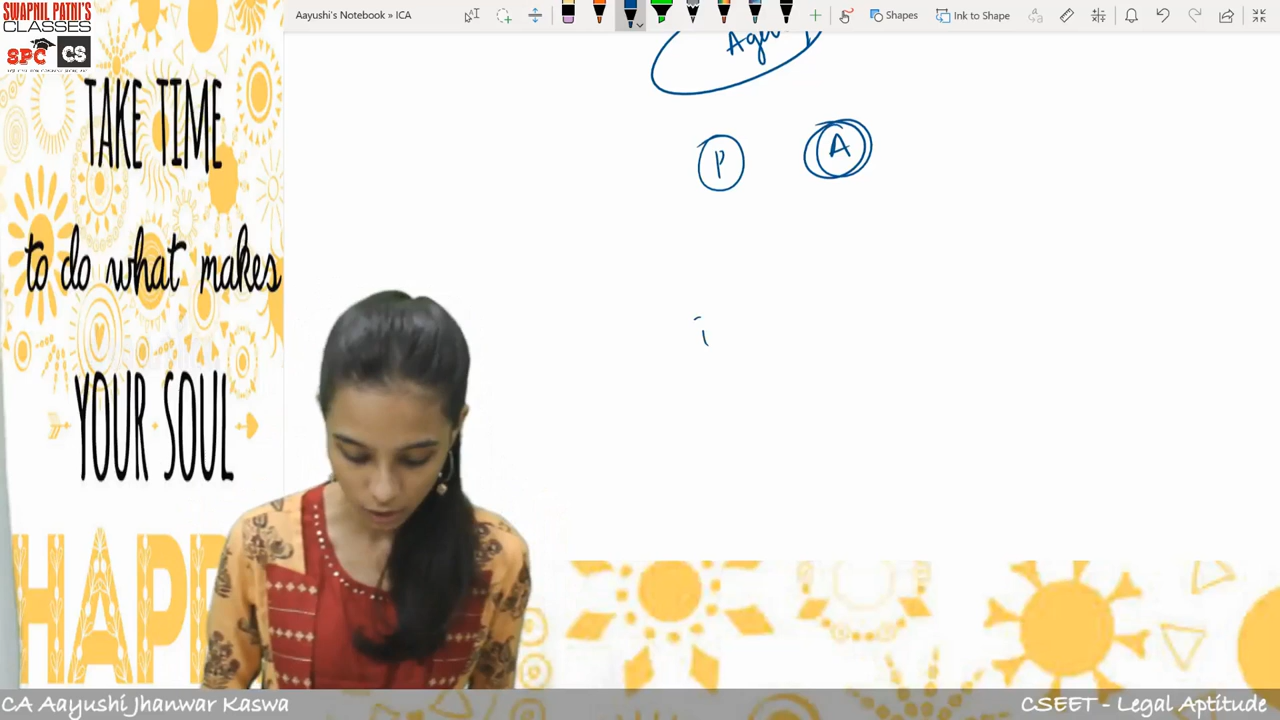 SWAPNIL PATNI'S
CLASSES
SPC CS
Aayushi's Notebook » ICA
Shapes
Ink to Shape
P
A
TAKE TIME
to do what makes
YOUR SOUL
HAPP
CA Aayushi Jhanwar Kaswa
CSEET - Legal Aptitude